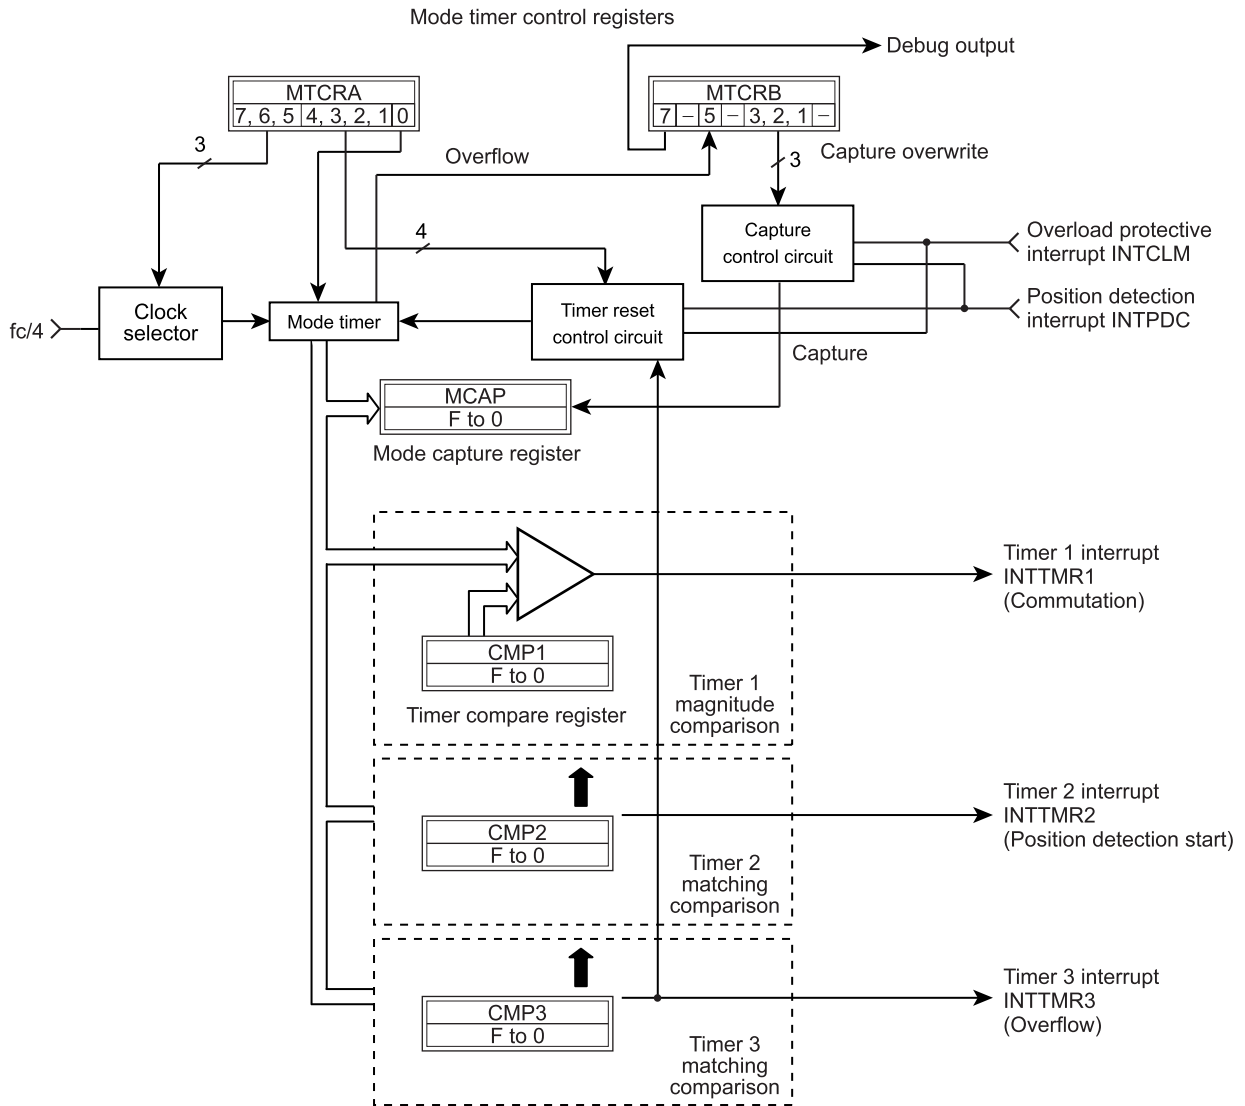 Mode timer control registers
Debug output
MTCRA
7, 6, 5 4, 3, 2, 1 0
MTCRB
7 – 5 – 3, 2, 1 –
3
Overflow
3
Capture overwrite
4
Capture
control circuit
Overload protective
interrupt INTCLM
fc/4
Clock
selector
Mode timer
Timer reset
control circuit
Position detection
interrupt INTPDC
Capture
MCAP
F to 0
Mode capture register
Timer 1 interrupt
INTTMR1
(Commutation)
CMP1
F to 0
Timer compare register
Timer 1
magnitude
comparison
CMP2
F to 0
Timer 2
matching
comparison
Timer 2 interrupt
INTTMR2
(Position detection start)
CMP3
F to 0
Timer 3
matching
comparison
Timer 3 interrupt
INTTMR3
(Overflow)